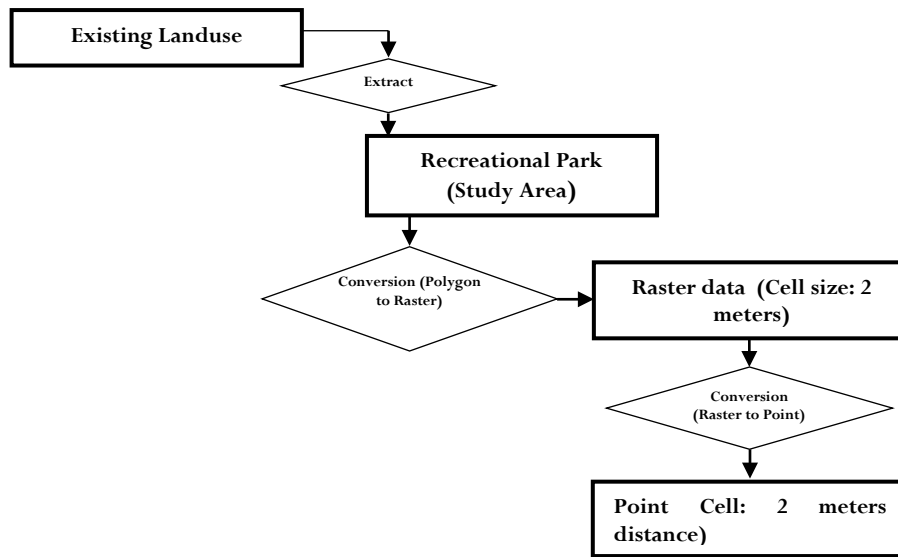 Existing Landuse
Extract
Recreational Park
(Study Area)
Conversion (Polygon
to Raster)
Raster data (Cell size: 2
meters)
Conversion
(Raster to Point)
Point Cell: 2 meters
distance)